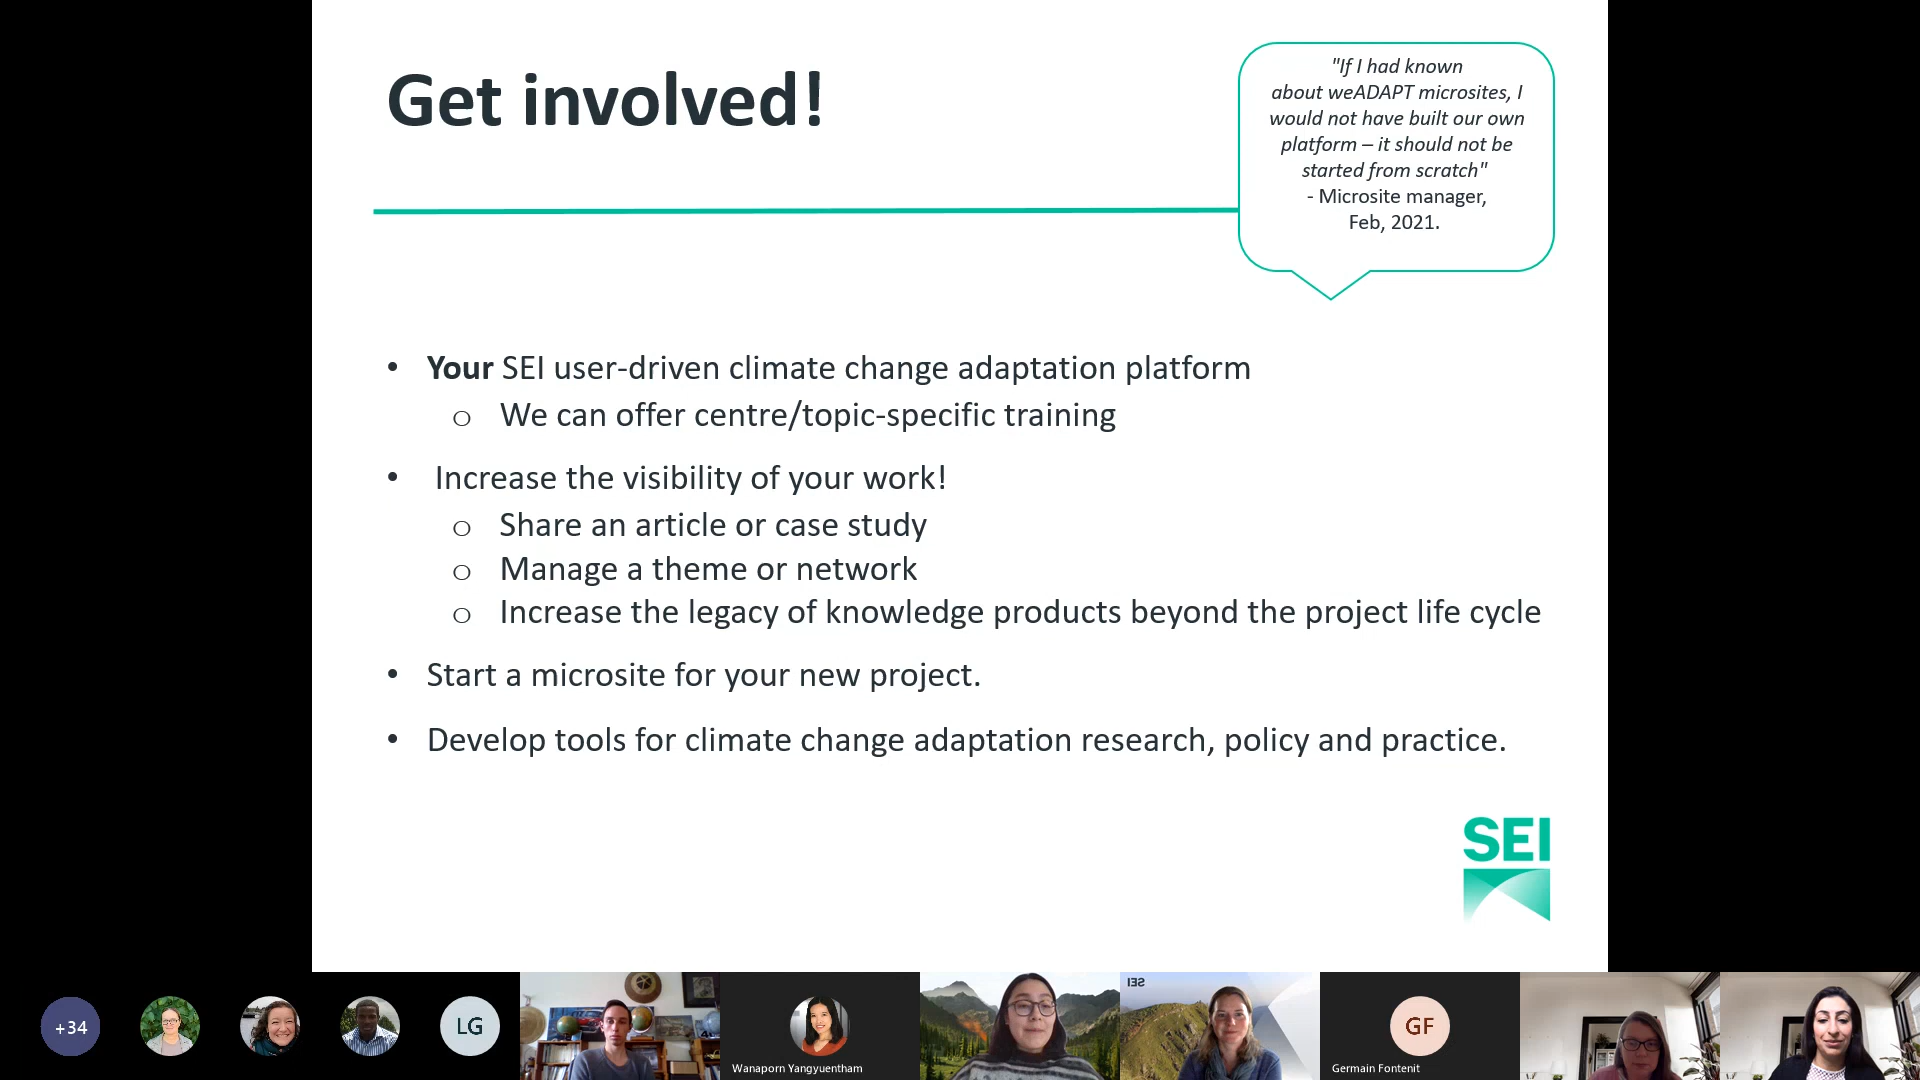 Get involved!
"If I had known
about weADAPT microsites, I
would not have built our own
platform – it should not be
started from scratch"
- Microsite manager,
Feb, 2021.
• Your SEI user-driven climate change adaptation platform
o We can offer centre/topic-specific training
• Increase the visibility of your work!
o Share an article or case study
o Manage a theme or network
o Increase the legacy of knowledge products beyond the project life cycle
• Start a microsite for your new project.
• Develop tools for climate change adaptation research, policy and practice.
SEI
+34
LG
Wanaporn Yangyuentham
SEI
GF
Germain Fontenit